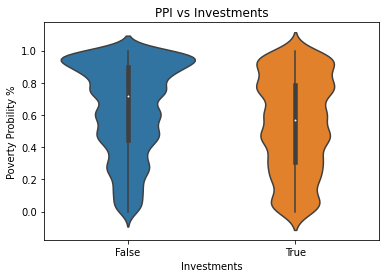 PPI vs Investments
Poverty Probility %
1.0
0.8
0.6
0.4
0.2
0.0
False
True
Investments